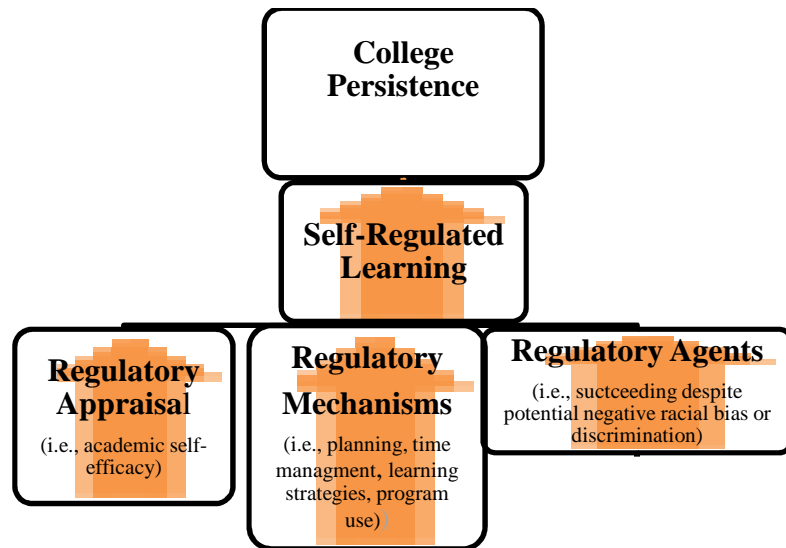 College
Persistence
Self-Regulated
Learning
Regulatory
Appraisal
(i.e., academic self-
efficacy)
Regulatory
Mechanisms
(i.e., planning, time
managment, learning
strategies, program
use)
Regulatory Agents
(i.e., suctceeding despite
potential negative racial bias or
discrimination)